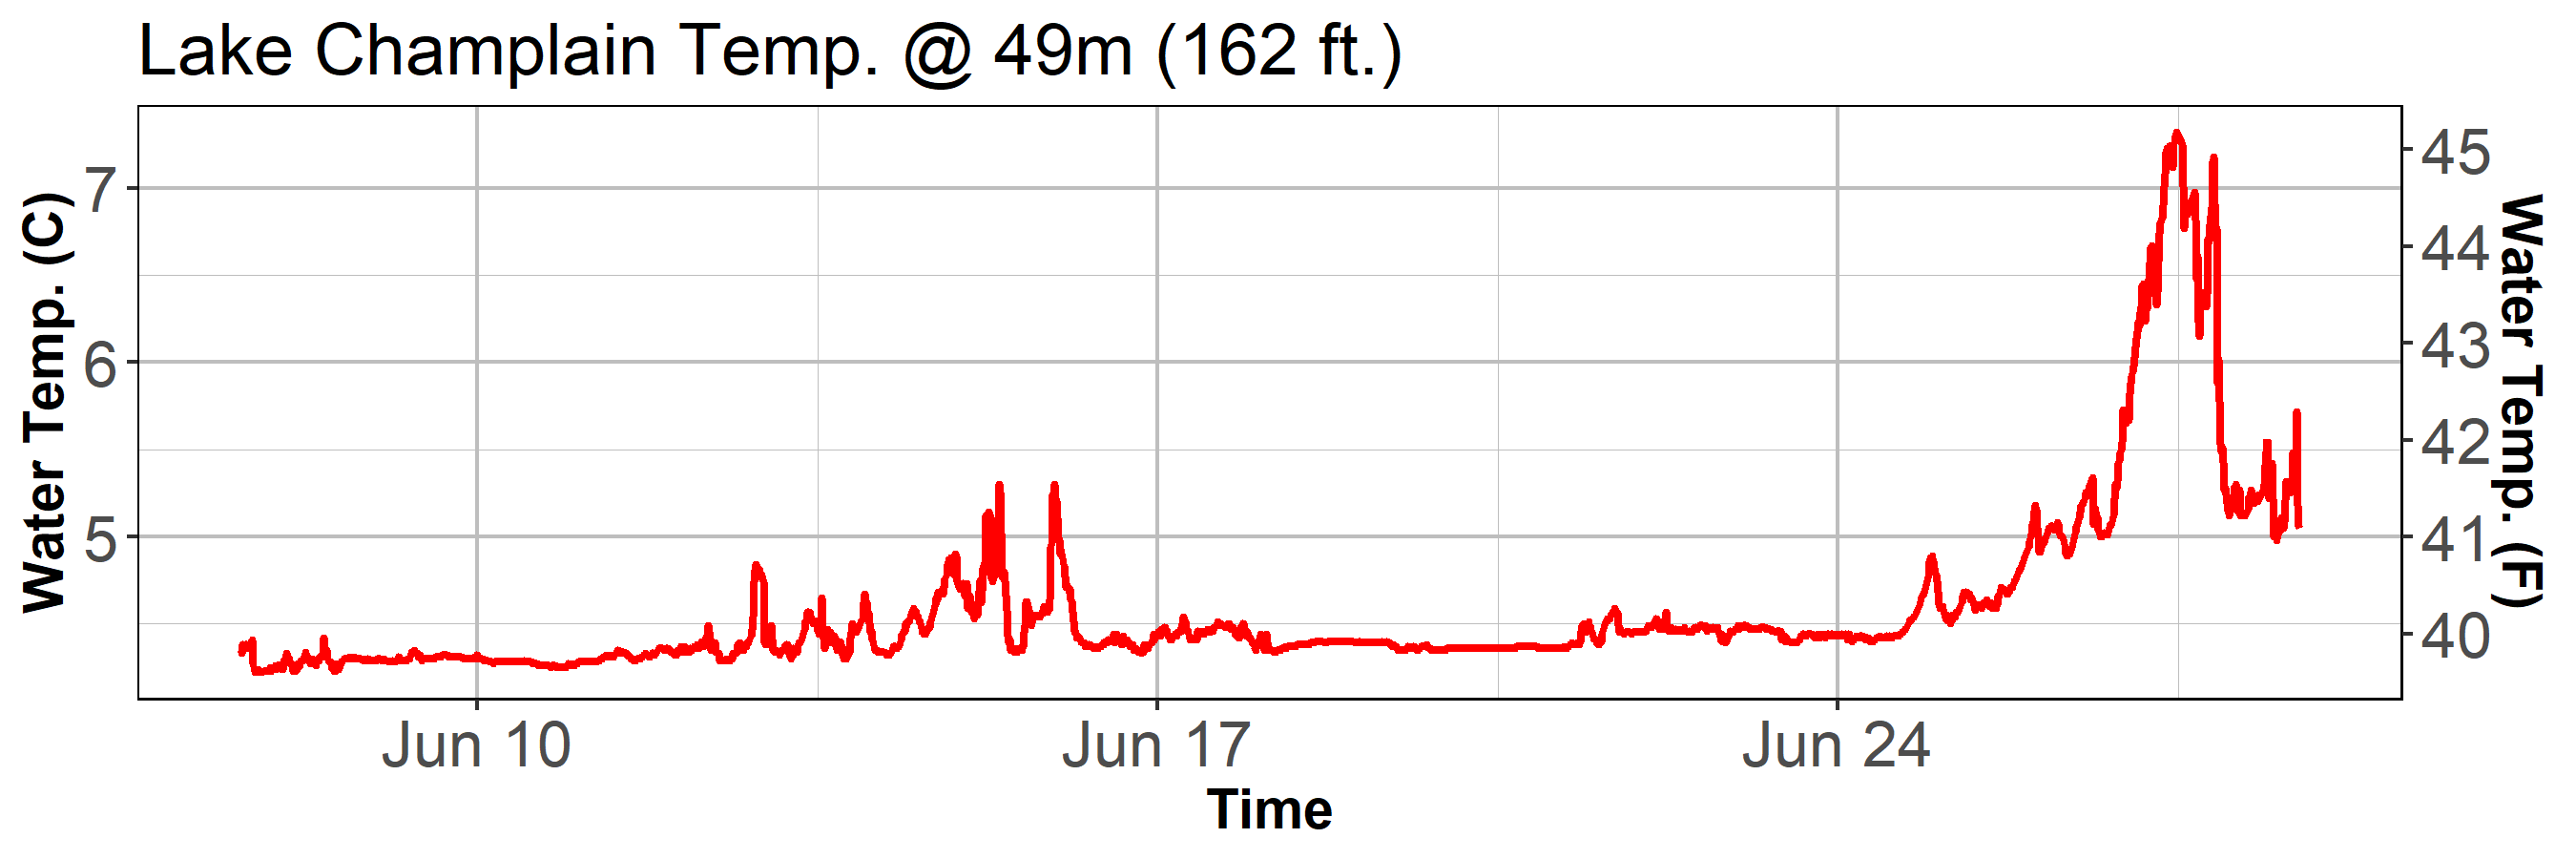 Lake Champlain Temp. @ 49m (162 ft.)
Water Temp. (C)
7
6
5
45
44
43
42
41
40
Water Temp. (F)
Jun 10
Jun 17
Jun 24
Time